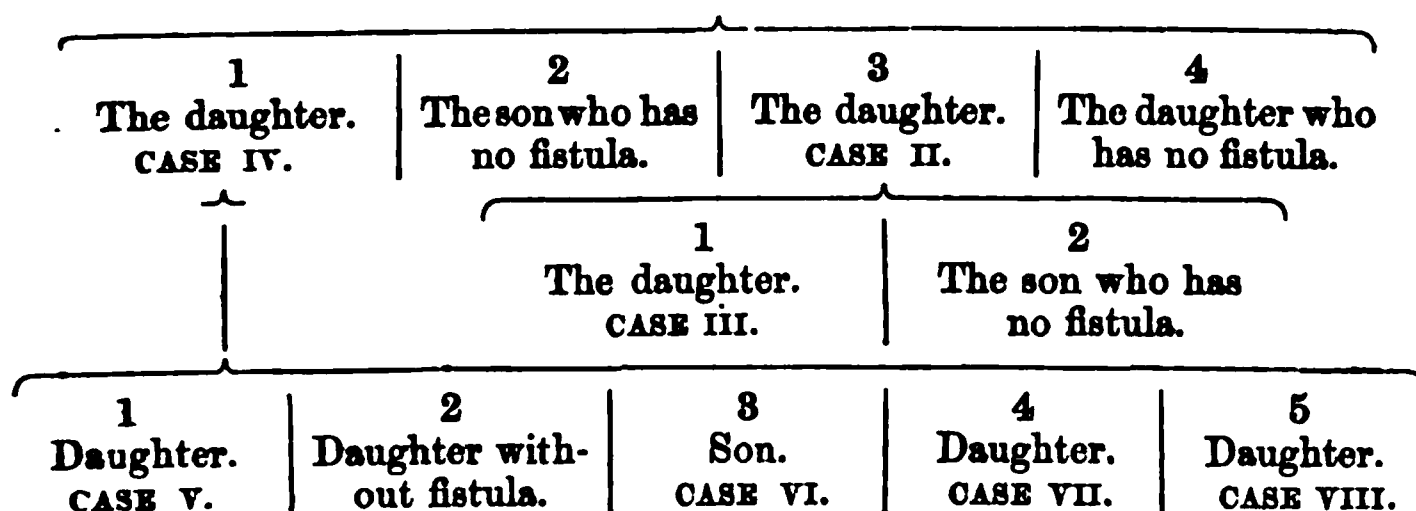 1
The daughter.
CASE IV.
2
The son who has
no fistula.
3
The daughter.
CASE II.
4
The daughter who
has no fistula.
1
The daughter.
CASE III.
2
The son who has
no fistula.
1
Daughter.
CASE V.
2
Daughter with-
out fistula.
3
Son.
CASE VI.
4
Daughter.
CASE VII.
5
Daughter.
CASE VIII.